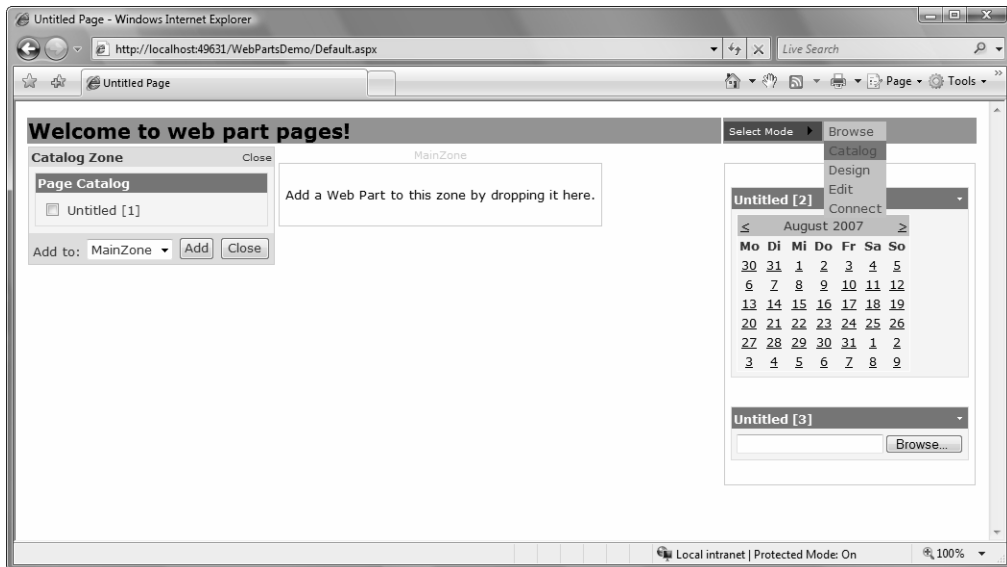 Untitled Page - Windows Internet Explorer
http://localhost:49631/WebPartsDemo/Default.aspx
Live Search
Untitled Page
Page
Tools
Welcome to web part pages!
Select Mode
Browse
Catalog
Design
Edit
Connect
Catalog Zone
Close
Page Catalog
Untitled [1]
Add to:
MainZone
Add
Close
MainZone
Add a Web Part to this zone by dropping it here.
Untitled [2]
< August 2007 >
Mo Di Mi Do Fr Sa So
30 31 1 2 3 4 5
6 7 8 9 10 11 12
13 14 15 16 17 18 19
20 21 22 23 24 25 26
27 28 29 30 31 1 2
3 4 5 6 7 8 9
Untitled [3]
Browse...
Local intranet | Protected Mode: On
100%